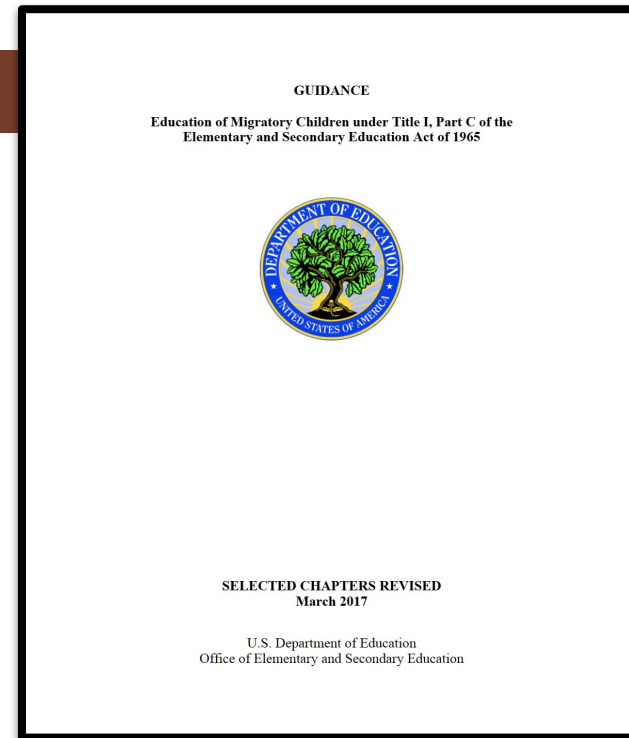 GUIDANCE
Education of Migratory Children under Title I, Part C of the
Elementary and Secondary Education Act of 1965
DEPARTMENT OF EDUCATION
UNITED STATES OF AMERICA
SELECTED CHAPTERS REVISED
March 2017
U.S. Department of Education
Office of Elementary and Secondary Education